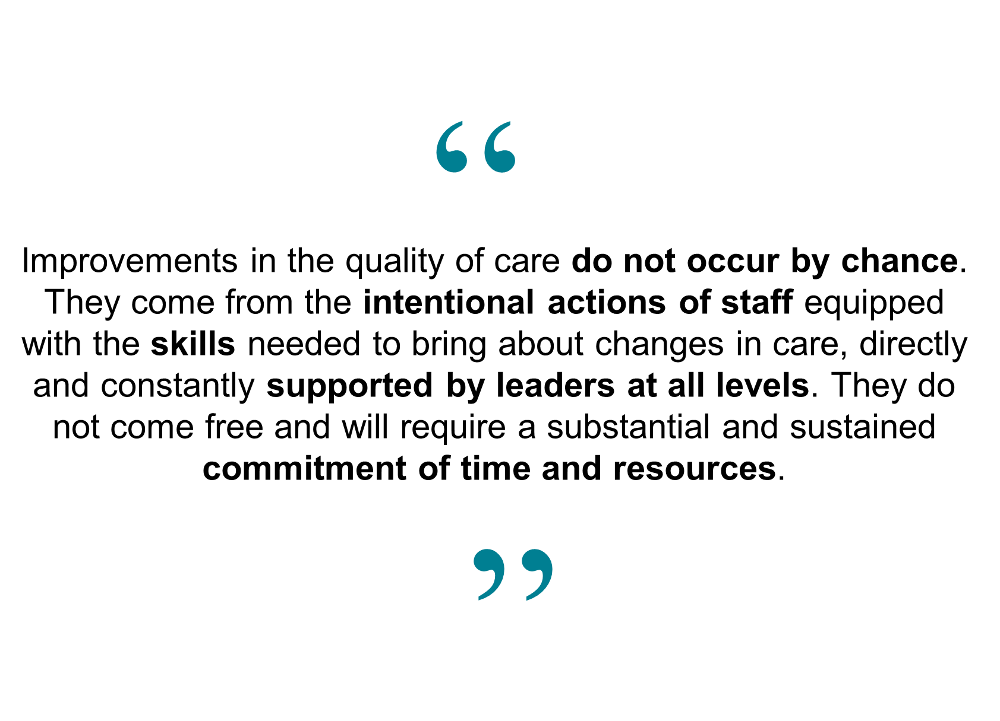 “
Improvements in the quality of care do not occur by chance.
They come from the intentional actions of staff equipped
with the skills needed to bring about changes in care, directly
and constantly supported by leaders at all levels. They do
not come free and will require a substantial and sustained
commitment of time and resources.
”